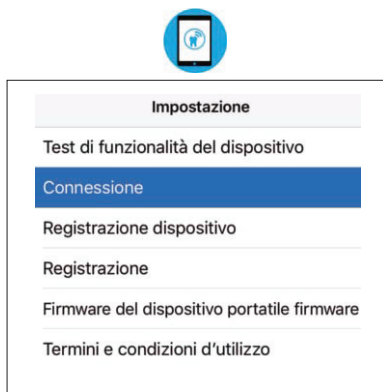 Impostazione
Test di funzionalità del dispositivo
Connessione
Registrazione dispositivo
Registrazione
Firmware del dispositivo portatile firmware
Termini e condizioni d'utilizzo